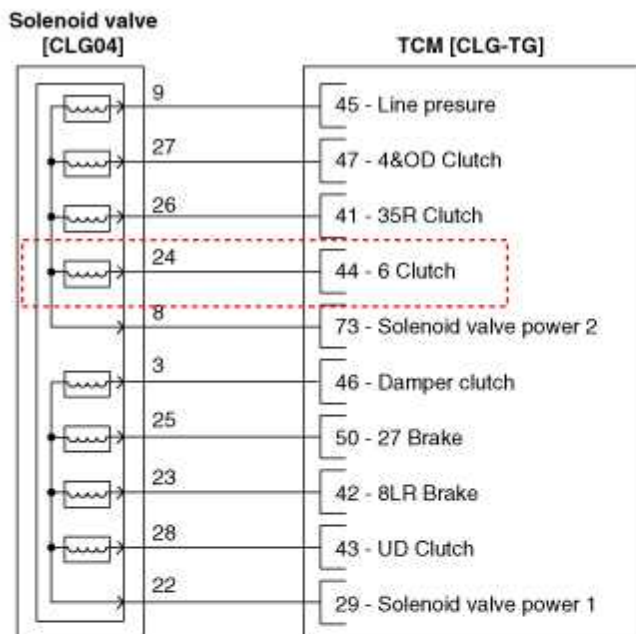 Solenoid valve
[CLG04]
TCM [CLG-TG]
9
45 - Line presure
27
47 - 4&OD Clutch
26
41 - 35R Clutch
24
44 - 6 Clutch
8
73 - Solenoid valve power 2
3
46 - Damper clutch
25
50 - 27 Brake
23
42 - 8LR Brake
28
43 - UD Clutch
22
29 - Solenoid valve power 1